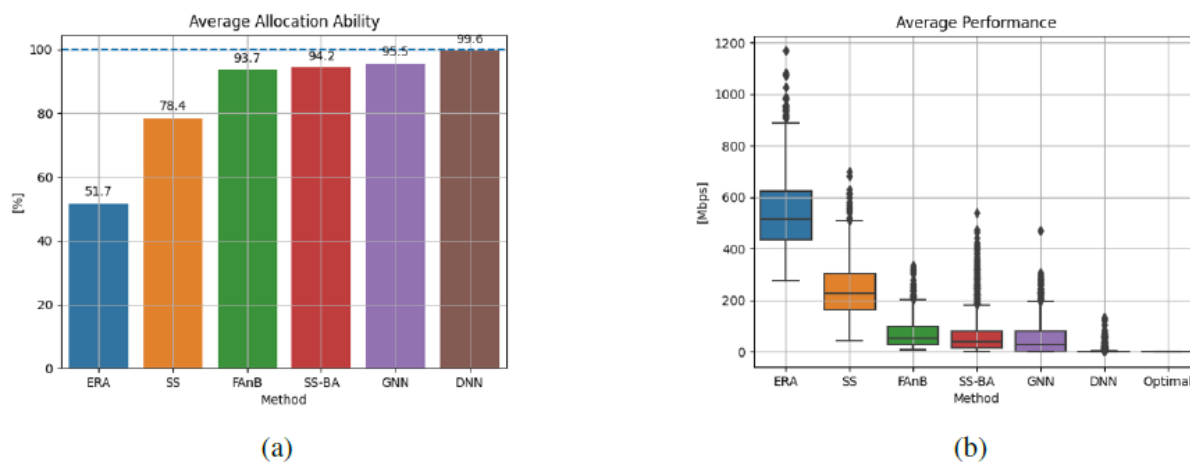 Average Allocation Ability
100
80
60
40
20
0
[%]
51.7
78.4
93.7
94.2
95.5
99.6
ERA SS FAnB SS-BA GNN DNN
Method
(a)
Average Performance
1200
1000
800
600
400
200
0
[Mbps]
ERA SS FAnB SS-BA GNN DNN Optimal
Method
(b)